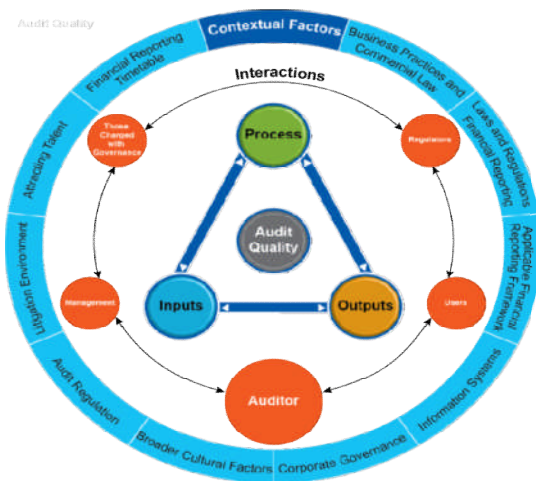 Audit Quality
Contextual Factors
Business Practices and
Commercial Law
Laws and Regulations
Financial Reporting
Applicable Financial
Reporting Framework
Information Systems
Corporate Governance
Broader Cultural Factors
Audit Regulation
Litigation Environment
Attracting Talent
Financial Reporting
Timetable
Interactions
Those
Charged
with
Governance
Regulators
Management
Users
Auditor
Process
Audit
Quality
Inputs
Outputs